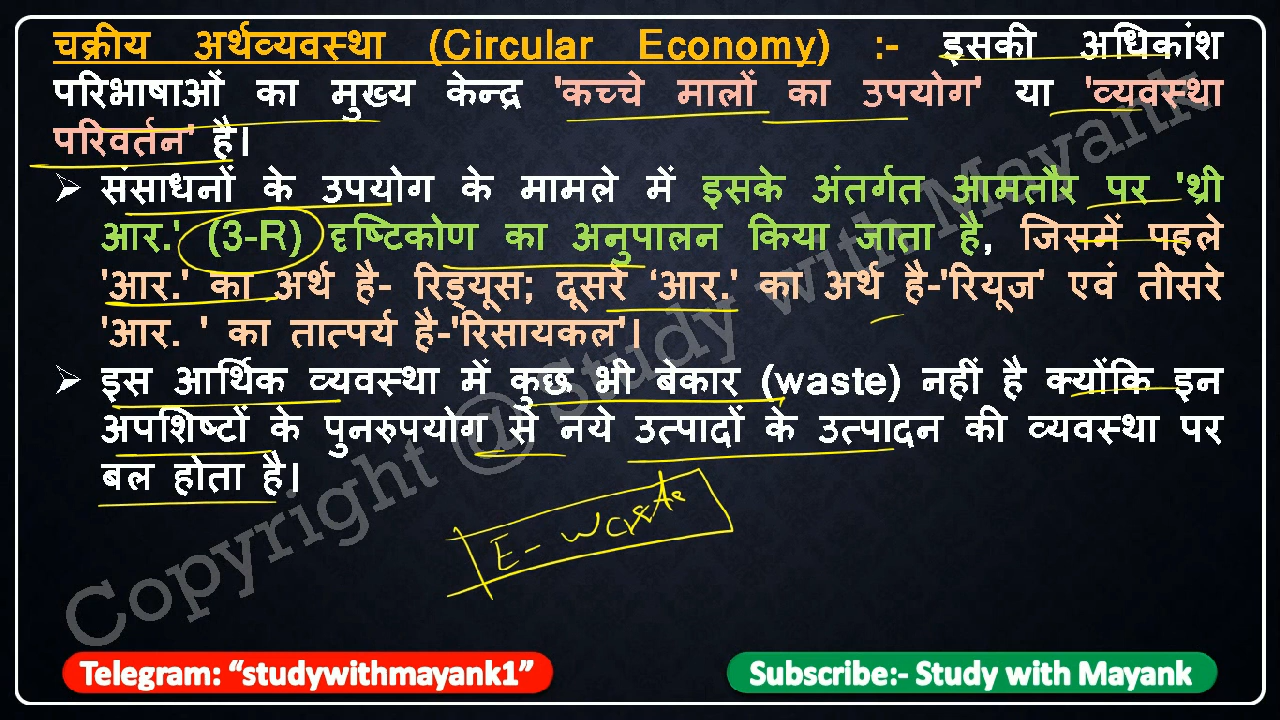 चक्रीय अर्थव्यवस्था (Circular Economy) :- इसकी अधिकांश
परिभाषाओं का मुख्य केन्द्र 'कच्चे मालों का उपयोग' या 'व्यवस्था
परिवर्तन' है।
➢ संसाधनों के उपयोग के मामले में इसके अंतर्गत आमतौर पर 'थ्री
आर.' (3-R) दृष्टिकोण का अनुपालन किया जाता है, जिसमें पहले
'आर.' का अर्थ है- रिड्यूस; दूसरे ‘आर.' का अर्थ है-'रियूज' एवं तीसरे
'आर. ' का तात्पर्य है-'रिसायकल'।
➢ इस आर्थिक व्यवस्था में कुछ भी बेकार (waste) नहीं है क्योंकि इन
अपशिष्टों के पुनरुपयोग से नये उत्पादों के उत्पादन की व्यवस्था पर
बल होता है।
E - waste
Copyright @ Study with Mayank
Telegram: “studywithmayank1”
Subscribe:- Study with Mayank